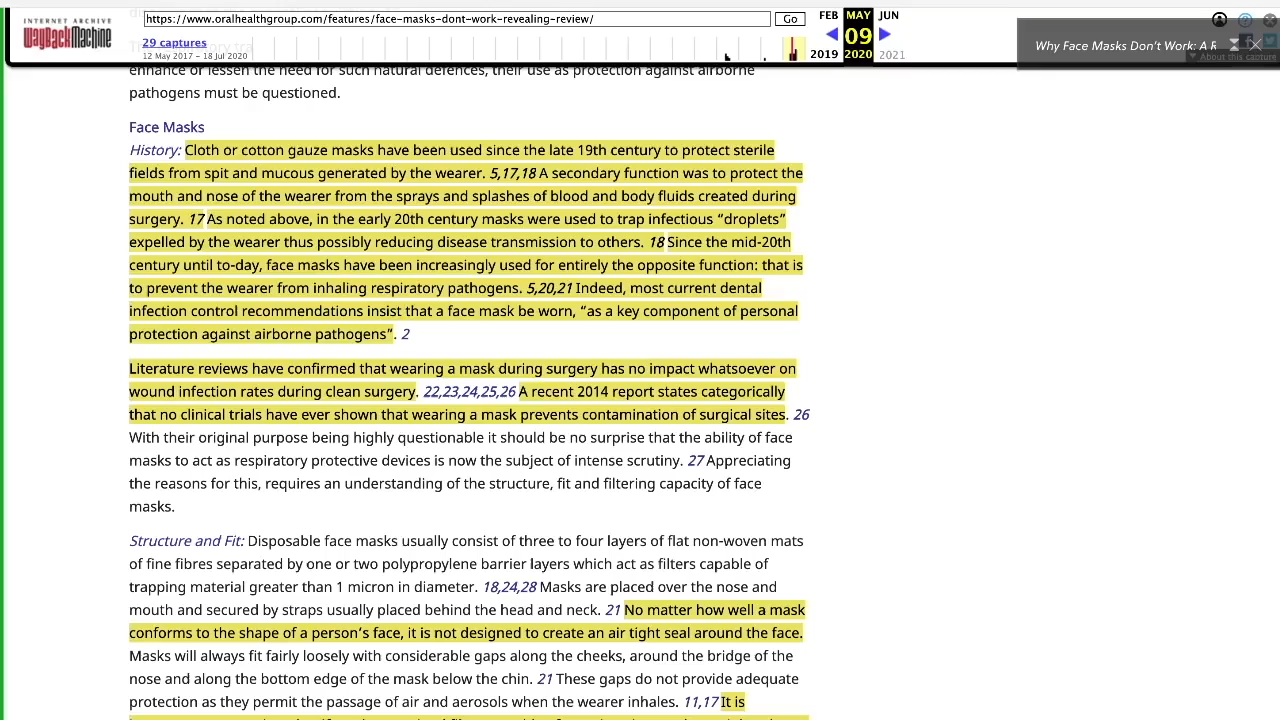 INTERNET ARCHIVE
WayBackMachine
https://www.oralhealthgroup.com/features/face-masks-dont-work-revealing-review/
Go
FEB MAY JUN
29 captures
09
12 May 2017 – 18 Jul 2020
2019 2020 2021
Why Face Masks Don't Work: A R
About this capture
enhance or lessen the need for such natural defences, their use as protection against airborne
pathogens must be questioned.
Face Masks
History: Cloth or cotton gauze masks have been used since the late 19th century to protect sterile
fields from spit and mucous generated by the wearer. 5,17,18 A secondary function was to protect the
mouth and nose of the wearer from the sprays and splashes of blood and body fluids created during
surgery. 17 As noted above, in the early 20th century masks were used to trap infectious “droplets”
expelled by the wearer thus possibly reducing disease transmission to others. 18 Since the mid-20th
century until to-day, face masks have been increasingly used for entirely the opposite function: that is
to prevent the wearer from inhaling respiratory pathogens. 5,20,21 Indeed, most current dental
infection control recommendations insist that a face mask be worn, “as a key component of personal
protection against airborne pathogens”. 2
Literature reviews have confirmed that wearing a mask during surgery has no impact whatsoever on
wound infection rates during clean surgery. 22,23,24,25,26 A recent 2014 report states categorically
that no clinical trials have ever shown that wearing a mask prevents contamination of surgical sites. 26
With their original purpose being highly questionable it should be no surprise that the ability of face
masks to act as respiratory protective devices is now the subject of intense scrutiny. 27 Appreciating
the reasons for this, requires an understanding of the structure, fit and filtering capacity of face
masks.
Structure and Fit: Disposable face masks usually consist of three to four layers of flat non-woven mats
of fine fibres separated by one or two polypropylene barrier layers which act as filters capable of
trapping material greater than 1 micron in diameter. 18,24,28 Masks are placed over the nose and
mouth and secured by straps usually placed behind the head and neck. 21 No matter how well a mask
conforms to the shape of a person’s face, it is not designed to create an air tight seal around the face.
Masks will always fit fairly loosely with considerable gaps along the cheeks, around the bridge of the
nose and along the bottom edge of the mask below the chin. 21 These gaps do not provide adequate
protection as they permit the passage of air and aerosols when the wearer inhales. 11,17 It is